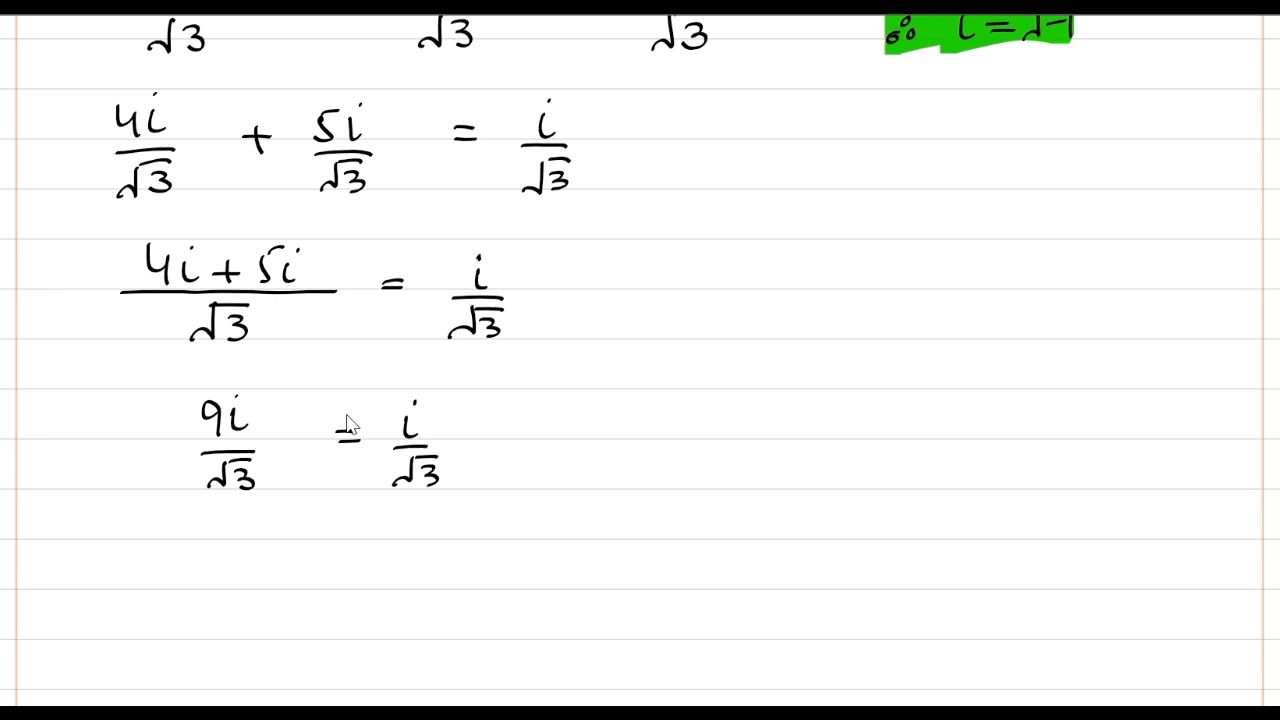 √3 √3 √3 ∵ i = √-1
4i/√3 + 5i/√3 = i/√3
4i + 5i/√3 = i/√3
9i/√3 = i/√3